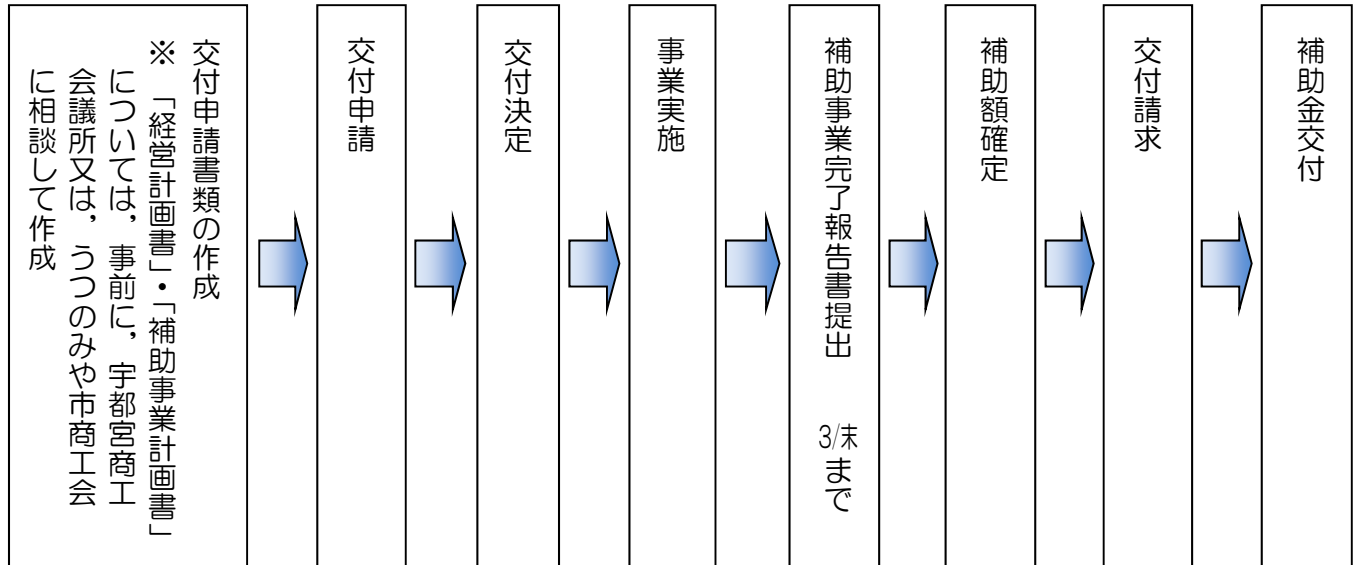 交付申請書類の作成
※「経営計画書」・「補助事業計画書」
については，事前に，宇都宮商工
会議所又は，うつのみや市商工会
に相談して作成
交付申請
交付決定
事業実施
補助事業完了報告書提出　3/末まで
補助額確定
交付請求
補助金交付